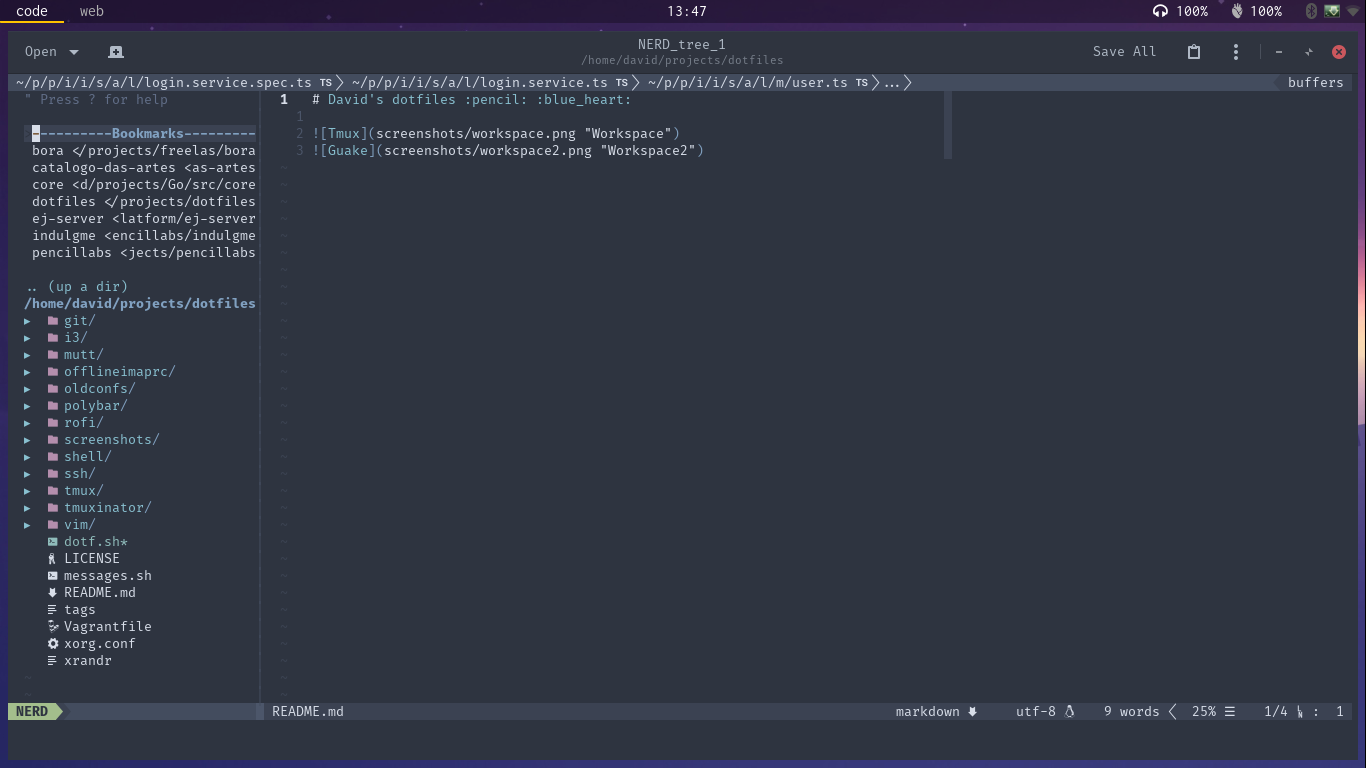 code web 13:47 100% 100%
Open NERD_tree_1 Save All
/home/david/projects/dotfiles
~/p/p/i/i/s/a/l/login.service.spec.ts TS ~/p/p/i/i/s/a/l/login.service.ts TS ~/p/p/i/i/s/a/l/m/user.ts TS ... buffers
" Press ? for help
----------Bookmarks---------
bora </projects/freelas/bora
catalogo-das-artes <as-artes
core <d/projects/Go/src/core
dotfiles </projects/dotfiles
ej-server <latform/ej-server
indulgme <encillabs/indulgme
pencillabs <jects/pencillabs
.. (up a dir)
/home/david/projects/dotfiles
▸ git/
▸ i3/
▸ mutt/
▸ offlineimaprc/
▸ oldconfs/
▸ polybar/
▸ rofi/
▸ screenshots/
▸ shell/
▸ ssh/
▸ tmux/
▸ tmuxinator/
▸ vim/
dotf.sh*
LICENSE
messages.sh
README.md
tags
Vagrantfile
xorg.conf
xrandr
~
~
1 # David's dotfiles :pencil: :blue_heart:
1
2 ![Tmux](screenshots/workspace.png "Workspace")
3 ![Guake](screenshots/workspace2.png "Workspace2")
NERD README.md markdown utf-8 9 words 25% ☰ 1/4 : 1